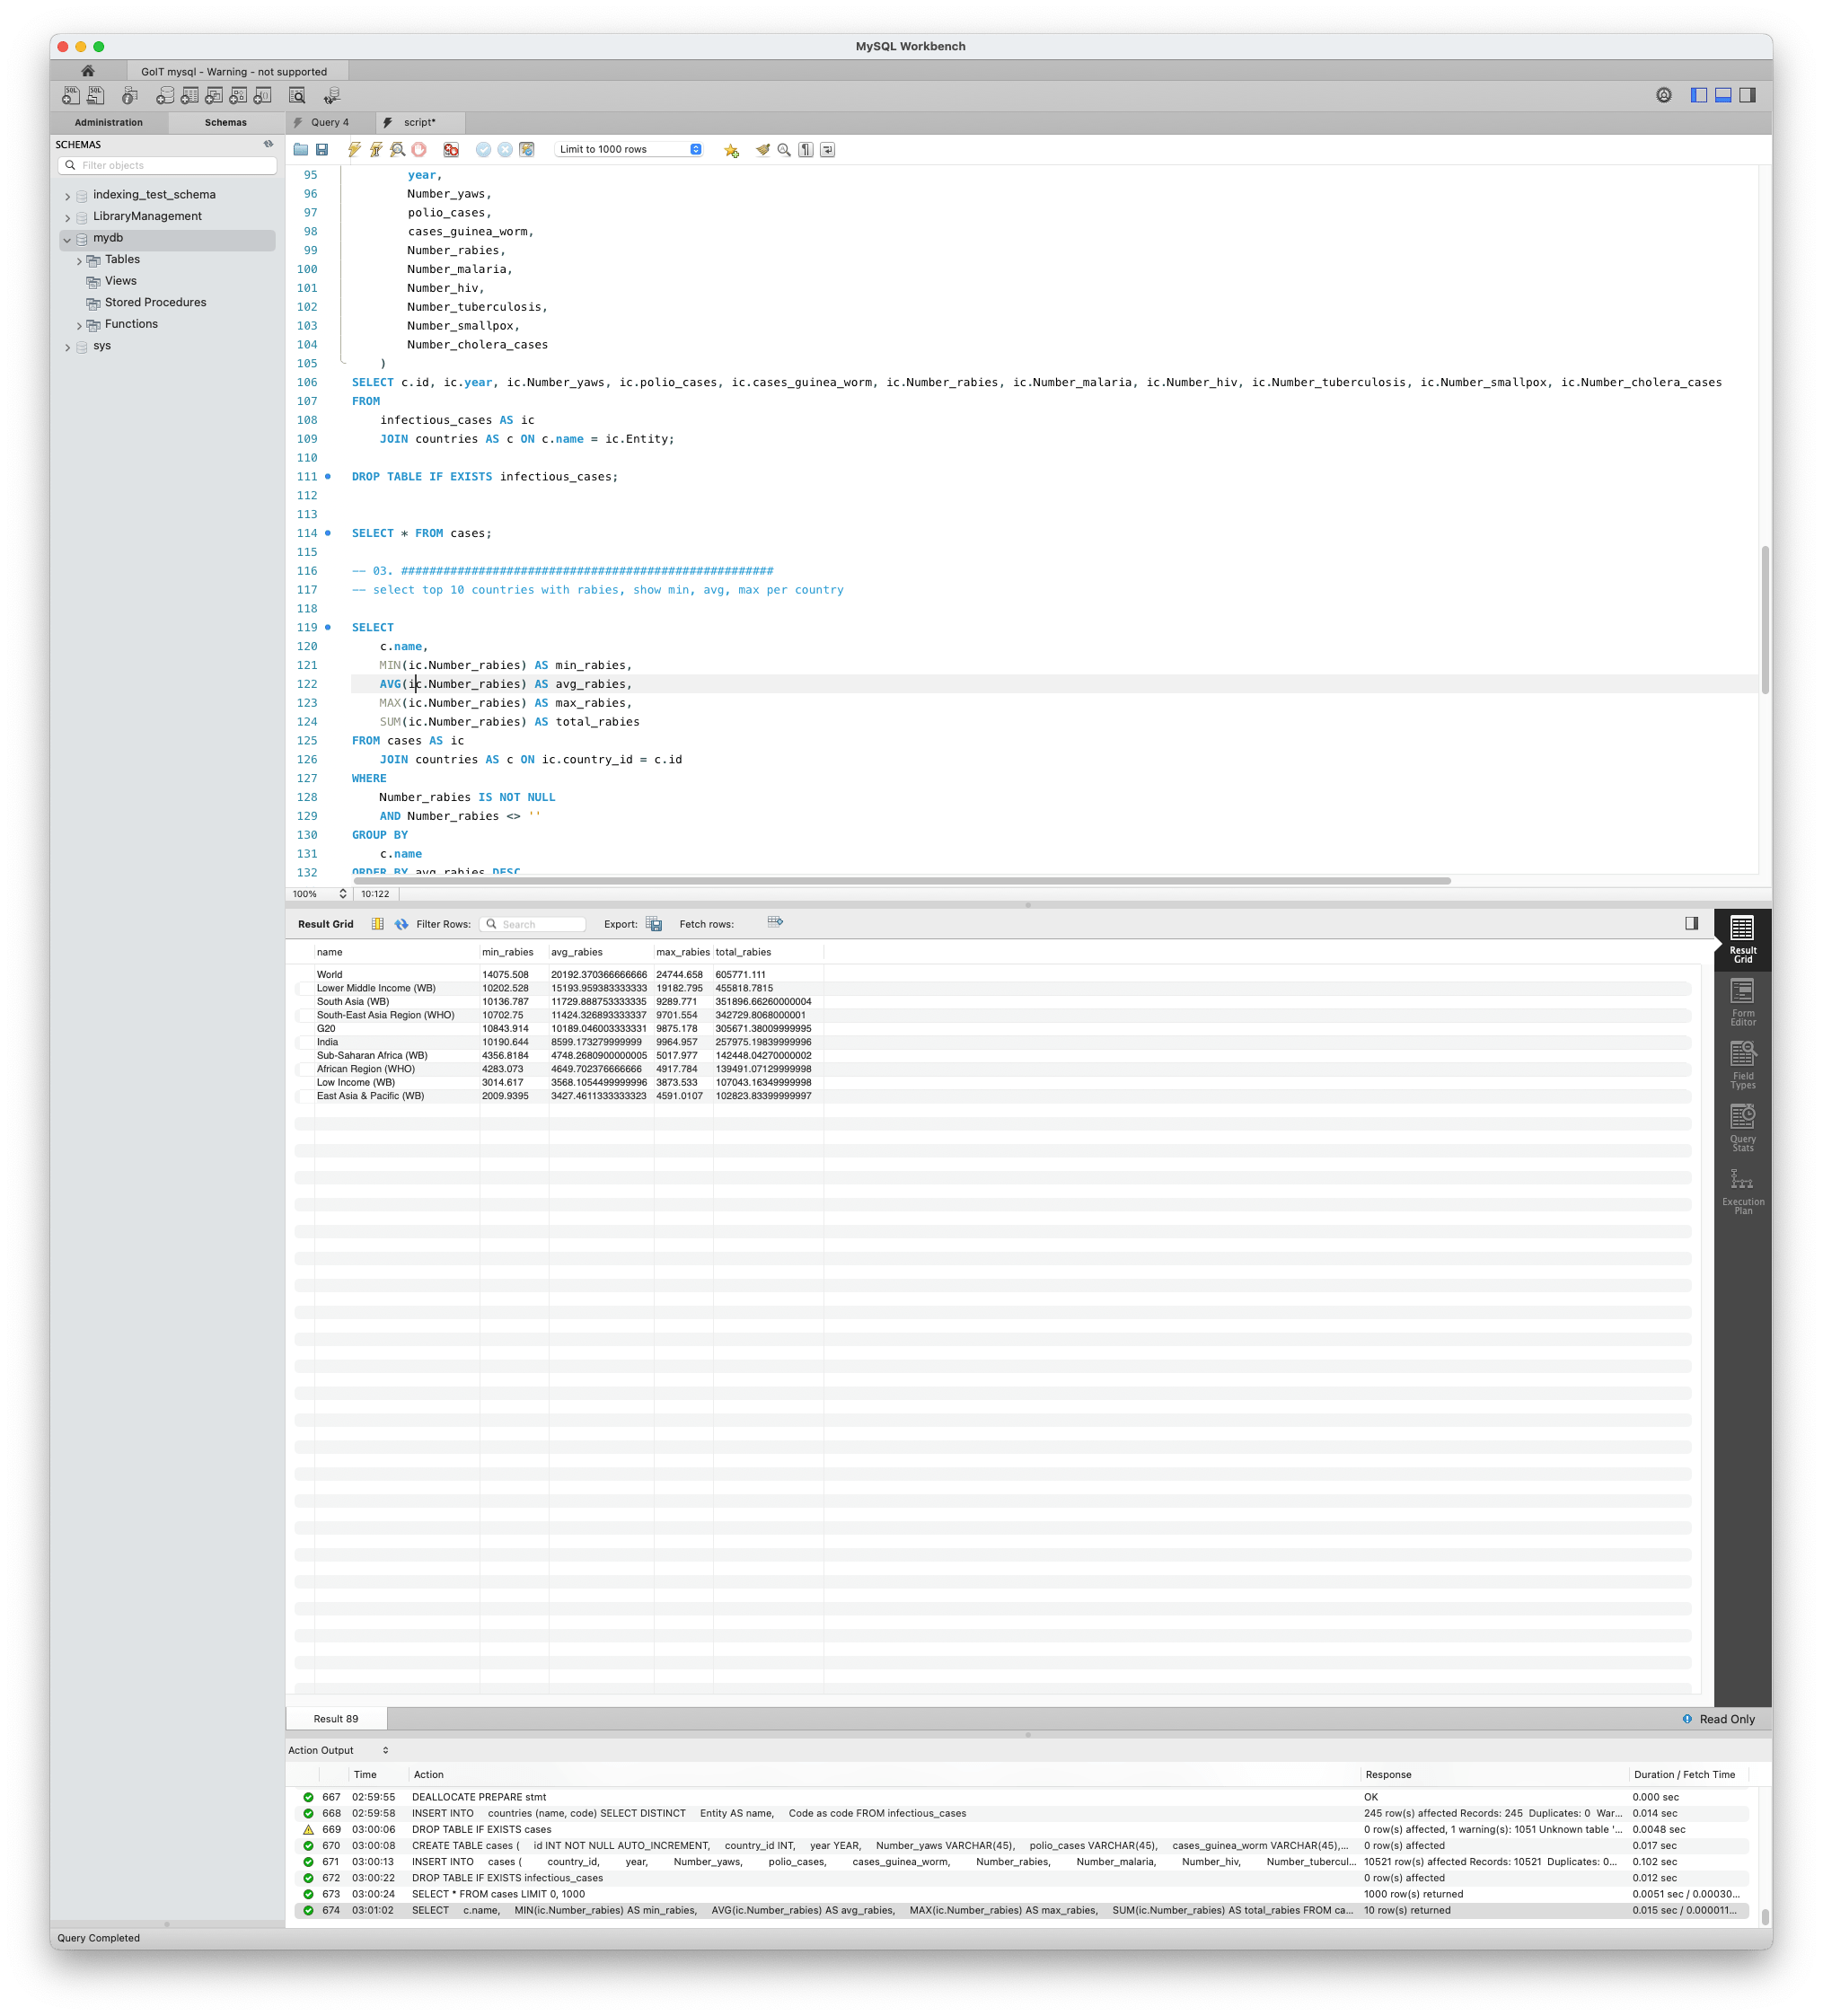 MySQL Workbench
GoIT mysql - Warning - not supported
Administration
Schemas
Query 4
script*
SCHEMAS
Filter objects
indexing_test_schema
LibraryManagement
mydb
Tables
Views
Stored Procedures
Functions
sys
Limit to 1000 rows
95 year,
96 Number_yaws,
97 polio_cases,
98 cases_guinea_worm,
99 Number_rabies,
100 Number_malaria,
101 Number_hiv,
102 Number_tuberculosis,
103 Number_smallpox,
104 Number_cholera_cases
105 )
106 SELECT c.id, ic.year, ic.Number_yaws, ic.polio_cases, ic.cases_guinea_worm, ic.Number_rabies, ic.Number_malaria, ic.Number_hiv, ic.Number_tuberculosis, ic.Number_smallpox, ic.Number_cholera_cases
107 FROM
108 infectious_cases AS ic
109 JOIN countries AS c ON c.name = ic.Entity;
110
111 DROP TABLE IF EXISTS infectious_cases;
112
113
114 SELECT * FROM cases;
115
116 -- 03. #####################################################
117 -- select top 10 countries with rabies, show min, avg, max per country
118
119 SELECT
120 c.name,
121 MIN(ic.Number_rabies) AS min_rabies,
122 AVG(ic.Number_rabies) AS avg_rabies,
123 MAX(ic.Number_rabies) AS max_rabies,
124 SUM(ic.Number_rabies) AS total_rabies
125 FROM cases AS ic
126 JOIN countries AS c ON ic.country_id = c.id
127 WHERE
128 Number_rabies IS NOT NULL
129 AND Number_rabies <> ''
130 GROUP BY
131 c.name
132 ORDER BY avg_rabies DESC
100% 10:122
Result Grid Filter Rows: Search Export: Fetch rows:
name min_rabies avg_rabies max_rabies total_rabies
World 14075.508 20192.370366666666 24744.658 605771.111
Lower Middle Income (WB) 10202.528 15193.959383333333 19182.795 455818.7815
South Asia (WB) 10136.787 11729.888753333335 9289.771 351896.66260000004
South-East Asia Region (WHO) 10702.75 11424.326893333337 9701.554 342729.8068000001
G20 10843.914 10189.046003333331 9875.178 305671.38009999995
India 10190.644 8599.173279999999 9964.957 257975.19839999996
Sub-Saharan Africa (WB) 4356.8184 4748.2680900000005 5017.977 142448.04270000002
African Region (WHO) 4283.073 4649.702376666666 4917.784 139491.07129999998
Low Income (WB) 3014.617 3568.1054499999996 3873.533 107043.16349999998
East Asia & Pacific (WB) 2009.9395 3427.4611333333323 4591.0107 102823.83399999997
Result
Grid
Form
Editor
Field
Types
Query
Stats
Execution
Plan
Result 89
Read Only
Action Output
Time Action Response Duration / Fetch Time
667 02:59:55 DEALLOCATE PREPARE stmt OK 0.000 sec
668 02:59:58 INSERT INTO countries (name, code) SELECT DISTINCT Entity AS name, Code as code FROM infectious_cases 245 row(s) affected Records: 245 Duplicates: 0 War... 0.014 sec
669 03:00:06 DROP TABLE IF EXISTS cases 0 row(s) affected, 1 warning(s): 1051 Unknown table '... 0.0048 sec
670 03:00:08 CREATE TABLE cases ( id INT NOT NULL AUTO_INCREMENT, country_id INT, year YEAR, Number_yaws VARCHAR(45), polio_cases VARCHAR(45), cases_guinea_worm VARCHAR(45),... 0 row(s) affected 0.017 sec
671 03:00:13 INSERT INTO cases ( country_id, year, Number_yaws, polio_cases, cases_guinea_worm, Number_rabies, Number_malaria, Number_hiv, Number_tubercul... 10521 row(s) affected Records: 10521 Duplicates: 0... 0.102 sec
672 03:00:22 DROP TABLE IF EXISTS infectious_cases 0 row(s) affected 0.012 sec
673 03:00:24 SELECT * FROM cases LIMIT 0, 1000 1000 row(s) returned 0.0051 sec / 0.00030...
674 03:01:02 SELECT c.name, MIN(ic.Number_rabies) AS min_rabies, AVG(ic.Number_rabies) AS avg_rabies, MAX(ic.Number_rabies) AS max_rabies, SUM(ic.Number_rabies) AS total_rabies FROM ca... 10 row(s) returned 0.015 sec / 0.000011...
Query Completed